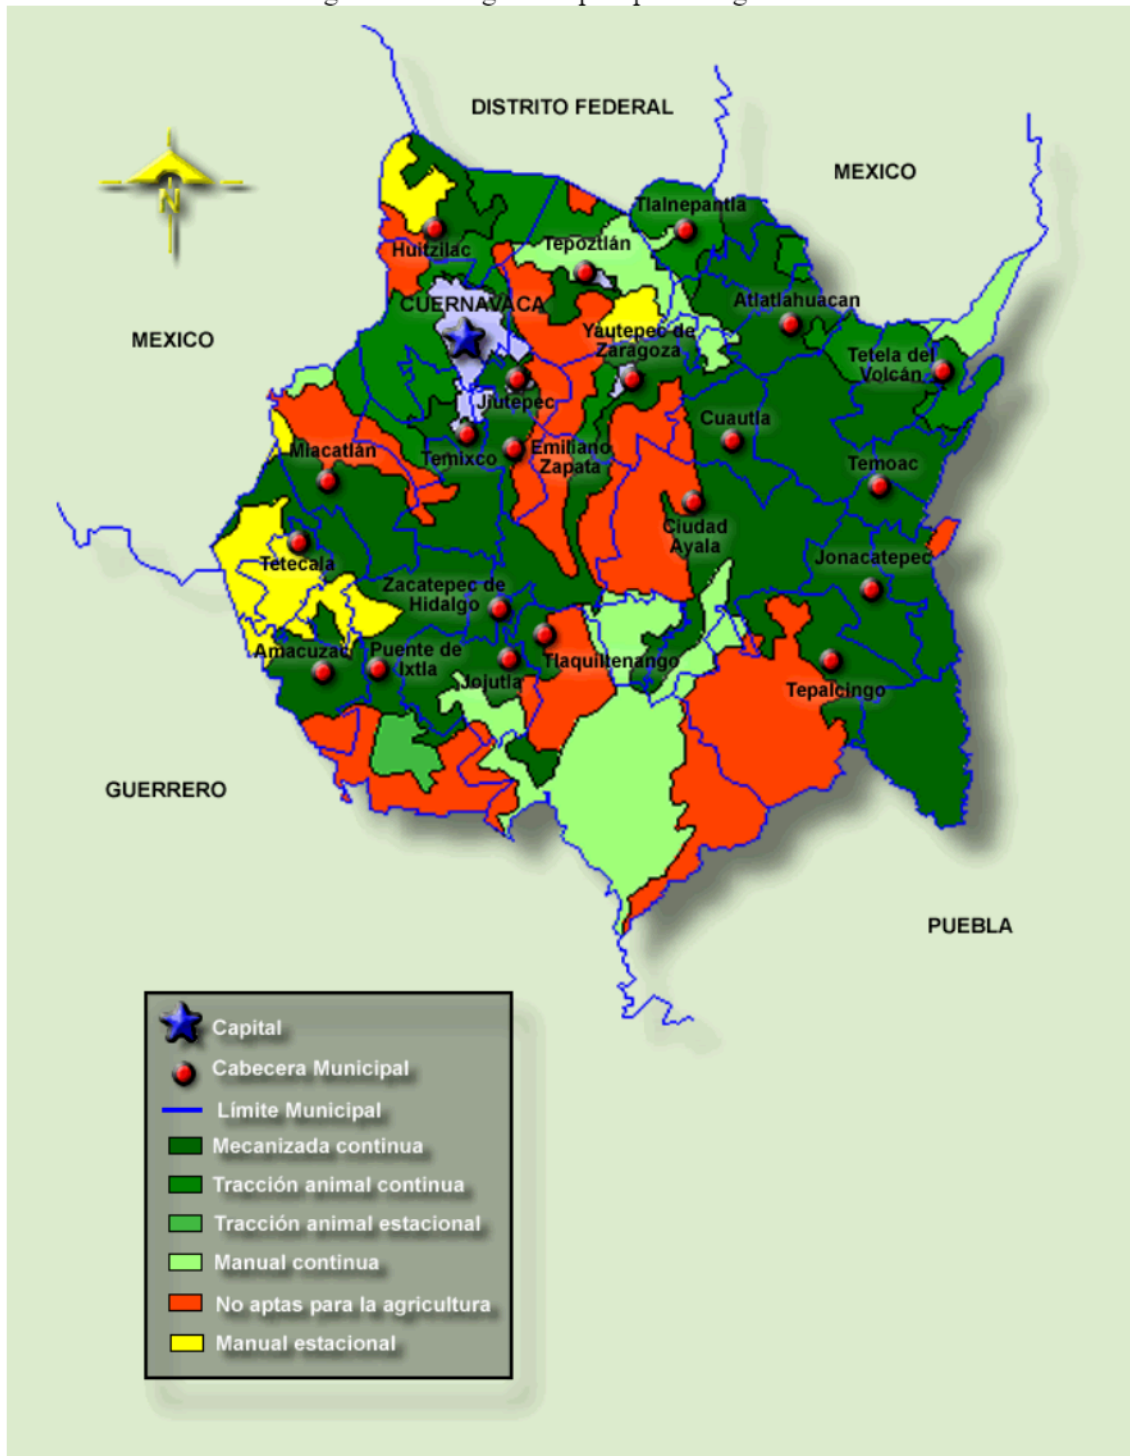 DISTRITO FEDERAL
MEXICO
N
Tlalnepantla
Huitzilac
Tepoztlán
CUERNAVACA
Atlatlahuacan
MEXICO
Yautepec de
Zaragoza
Tetela del
Volcán
Jiutepec
Cuautla
Miacatlán
Temixco
Emiliano
Zapata
Temoac
Ciudad
Ayala
Tetecala
Jonacatepec
Zacatepec de
Hidalgo
Amacuzac
Puente de
Ixtla
Jojutla
Tlaquiltenango
Tepalcingo
GUERRERO
PUEBLA
Capital
Cabecera Municipal
Límite Municipal
Mecanizada continua
Tracción animal continua
Tracción animal estacional
Manual continua
No aptas para la agricultura
Manual estacional